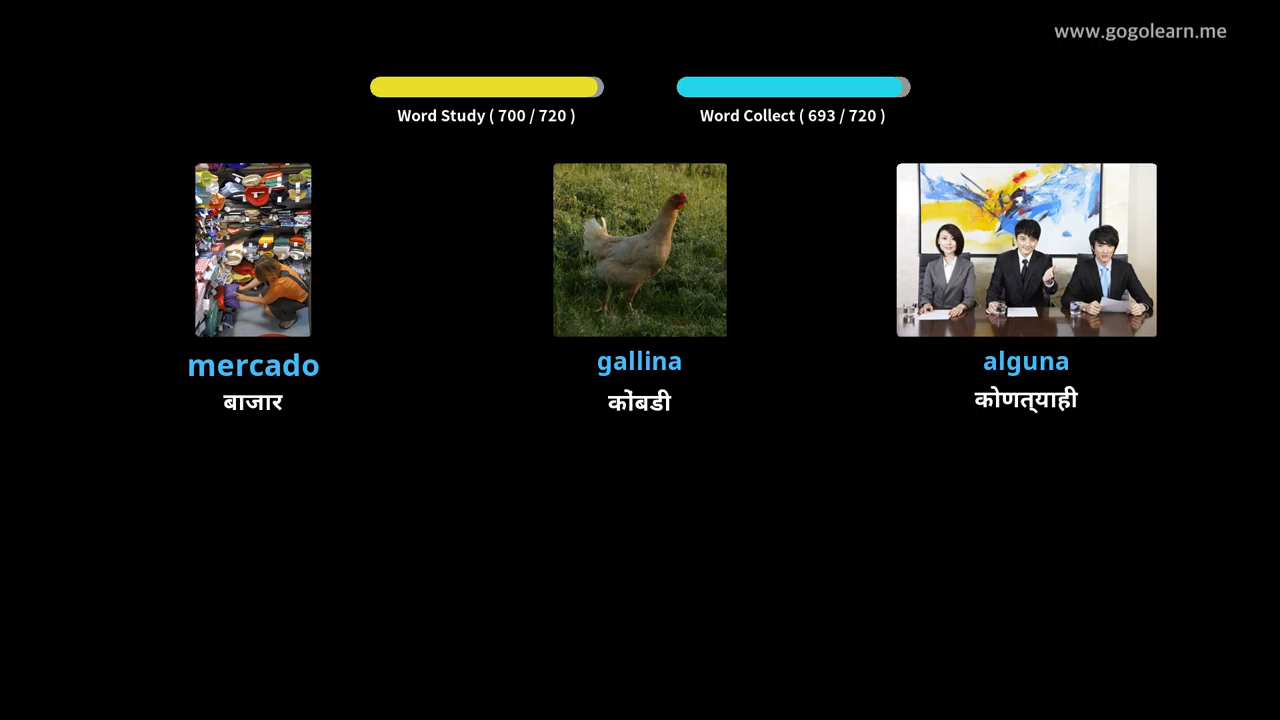 www.gogolearn.me
Word Study ( 700 / 720 )
Word Collect ( 693 / 720 )
mercado
बाजार
gallina
कोंबडी
alguna
कोणत्याही